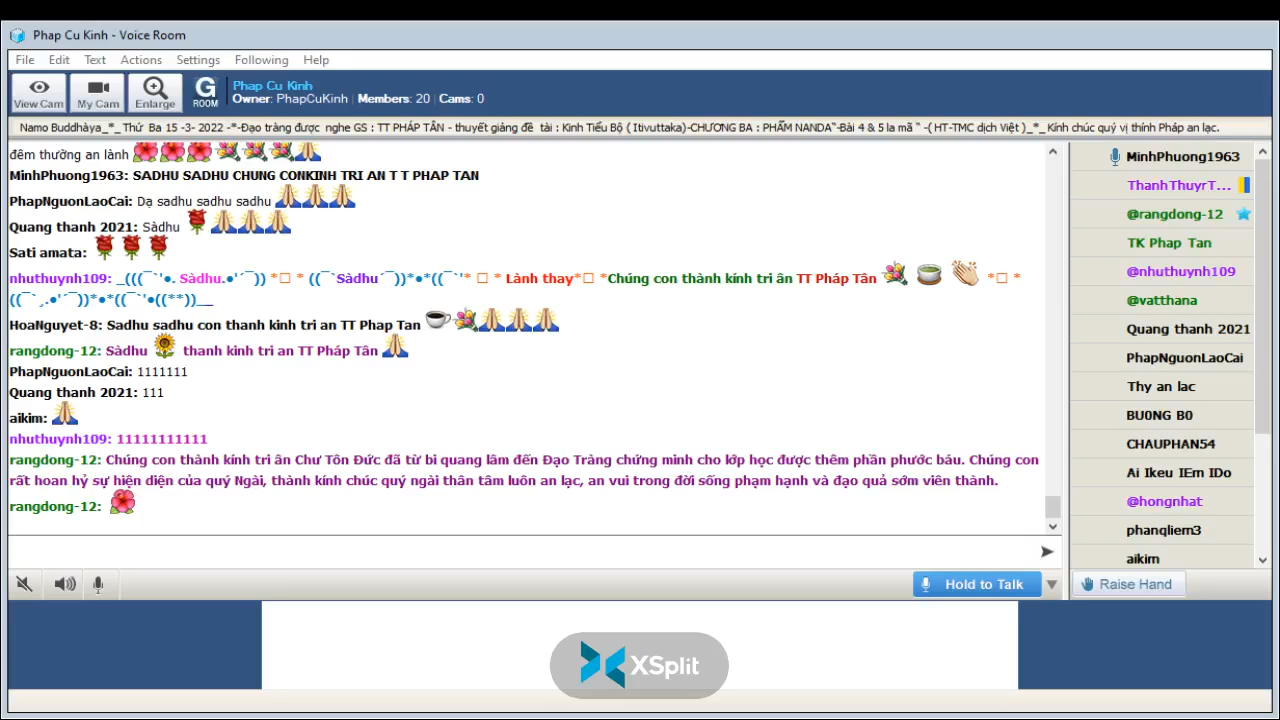 Phap Cu Kinh - Voice Room
File Edit Text Actions Settings Following Help
View Cam My Cam Enlarge G ROOM
Phap Cu Kinh
Owner: PhapCuKinh Members: 20 Cams: 0
Namo Buddhàya_*_ Thứ Ba 15 -3- 2022 -*-Đạo tràng được nghe GS : TT PHÁP TÂN - thuyết giảng đề tài : Kinh Tiểu Bộ ( Itivuttaka)-CHƯƠNG BA : PHẨM NANDA“-Bài 4 & 5 la mã “ -( HT-TMC dịch Việt )_*_ Kính chúc quý vị thính Pháp an lạc.
đêm thường an lành
MinhPhuong1963: SADHU SADHU CHUNG CONKINH TRI AN T T PHAP TAN
PhapNguonLaoCai: Dạ sadhu sadhu sadhu
Quang thanh 2021: Sàdhu
Sati amata:
nhuthuynh109: _(((¯`'•. Sàdhu.•'´¯)) *□ * ((¯`Sàdhu´¯))*•*((¯`'* □ * Lành thay*□ *Chúng con thành kính tri ân TT Pháp Tân *□ *
((¯`¸.•'´¯))*•*((¯`'•((**))__
HoaNguyet-8: Sadhu sadhu con thanh kinh tri an TT Phap Tan
rangdong-12: Sàdhu thanh kinh tri an TT Pháp Tân
PhapNguonLaoCai: 1111111
Quang thanh 2021: 111
aikim:
nhuthuynh109: 11111111111
rangdong-12: Chúng con thành kính tri ân Chư Tôn Đức đã từ bi quang lâm đến Đạo Tràng chứng minh cho lớp học được thêm phần phước báu. Chúng con
rất hoan hỷ sự hiện diện của quý Ngài, thành kính chúc quý ngài thân tâm luôn an lạc, an vui trong đời sống phạm hạnh và đạo quả sớm viên thành.
rangdong-12:
Hold to Talk
MinhPhuong1963
ThanhThuyrT...
@rangdong-12
TK Phap Tan
@nhuthuynh109
@vatthana
Quang thanh 2021
PhapNguonLaoCai
Thy an lac
BU0NG B0
CHAUPHAN54
Ai Ikeu IEm IDo
@hongnhat
phanqliem3
aikim
Raise Hand
XSplit